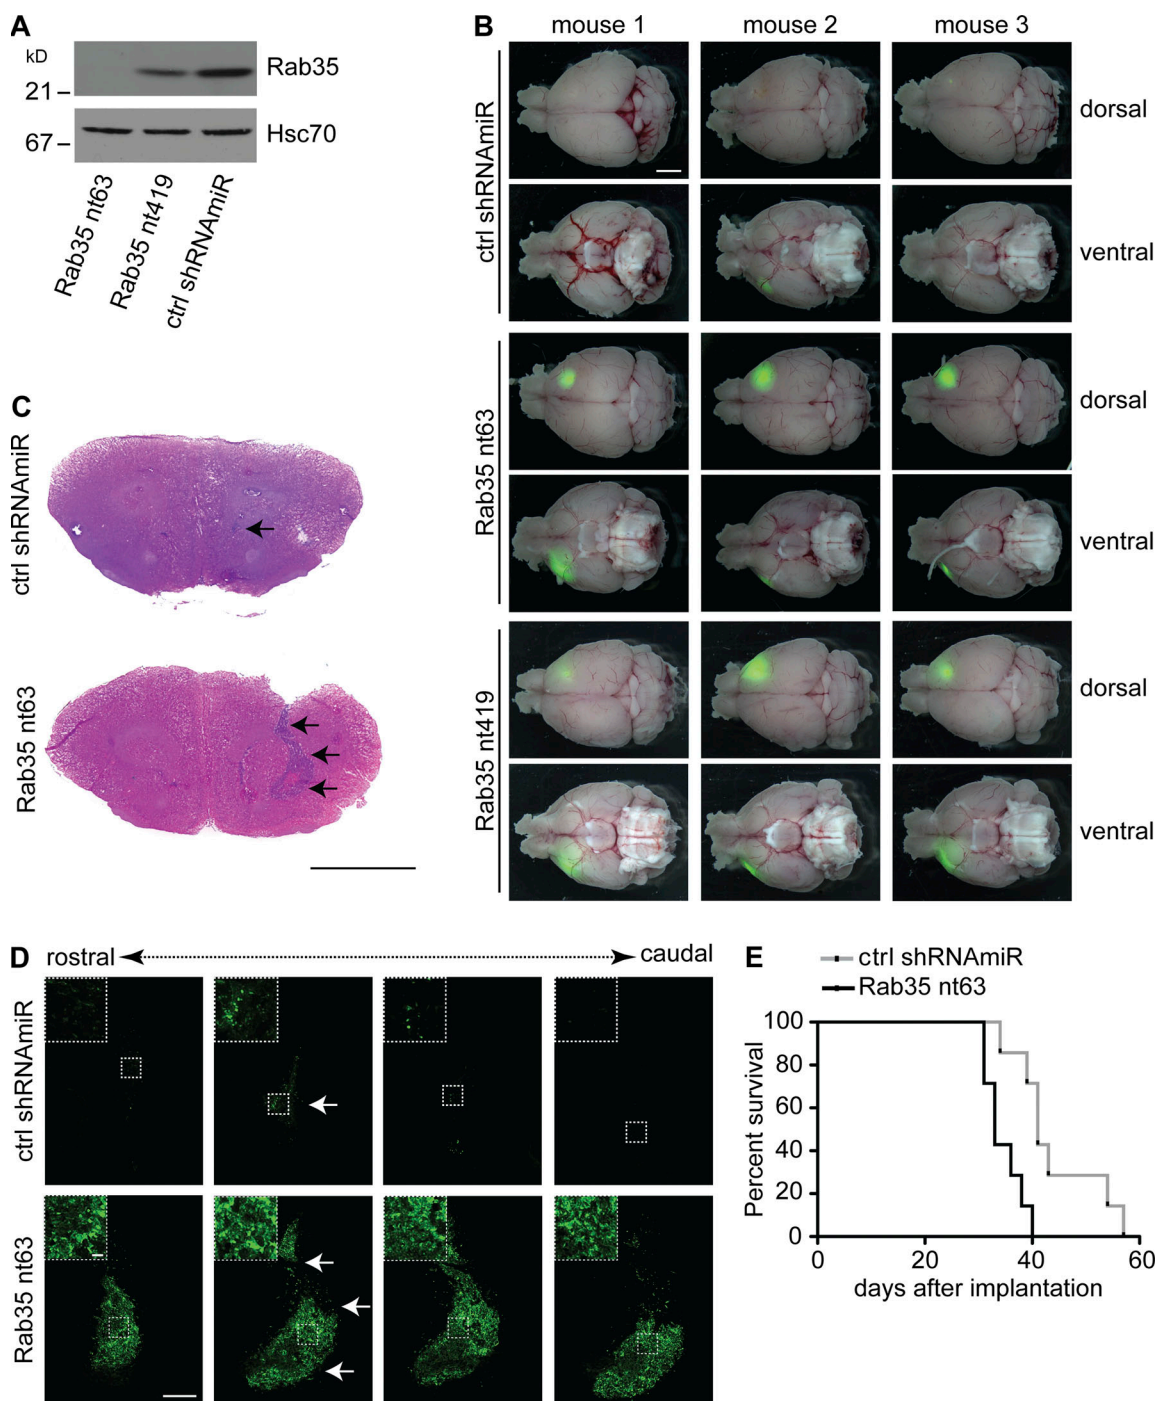 A
kD
21
67
Rab35
Hsc70
Rab35 nt63
Rab35 nt419
ctrl shRNAmiR
B
mouse 1
mouse 2
mouse 3
ctrl shRNAmiR
dorsal
ventral
Rab35 nt63
dorsal
ventral
Rab35 nt419
dorsal
ventral
C
ctrl shRNAmiR
Rab35 nt63
D
rostral
caudal
ctrl shRNAmiR
Rab35 nt63
E
ctrl shRNAmiR
Rab35 nt63
Percent survival
100
80
60
40
20
0
0 20 40 60
days after implantation